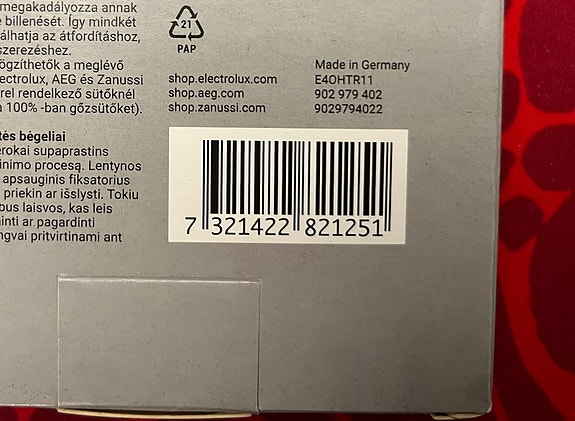 megakadályozza annak
billenését. Így mindkét
lhatja az átfordításhoz,
szerezéshez.
ögzíthetők a meglévő
ectrolux, AEG és Zanussi
rel rendelkező sütőknél
a 100% -ban gőzsütőket).
tés bėgeliai
erokai supaprastins
inimo procesą. Lentynos
apsauginis fiksatorius
priekin ar išslysti. Tokiu
bus laisvos, kas leis
inti ar pagardinti
ngvai pritvirtinami ant
21
PAP
shop.electrolux.com
shop.aeg.com
shop.zanussi.com
Made in Germany
E4OHTR11
902 979 402
9029794022
7 321422 821251